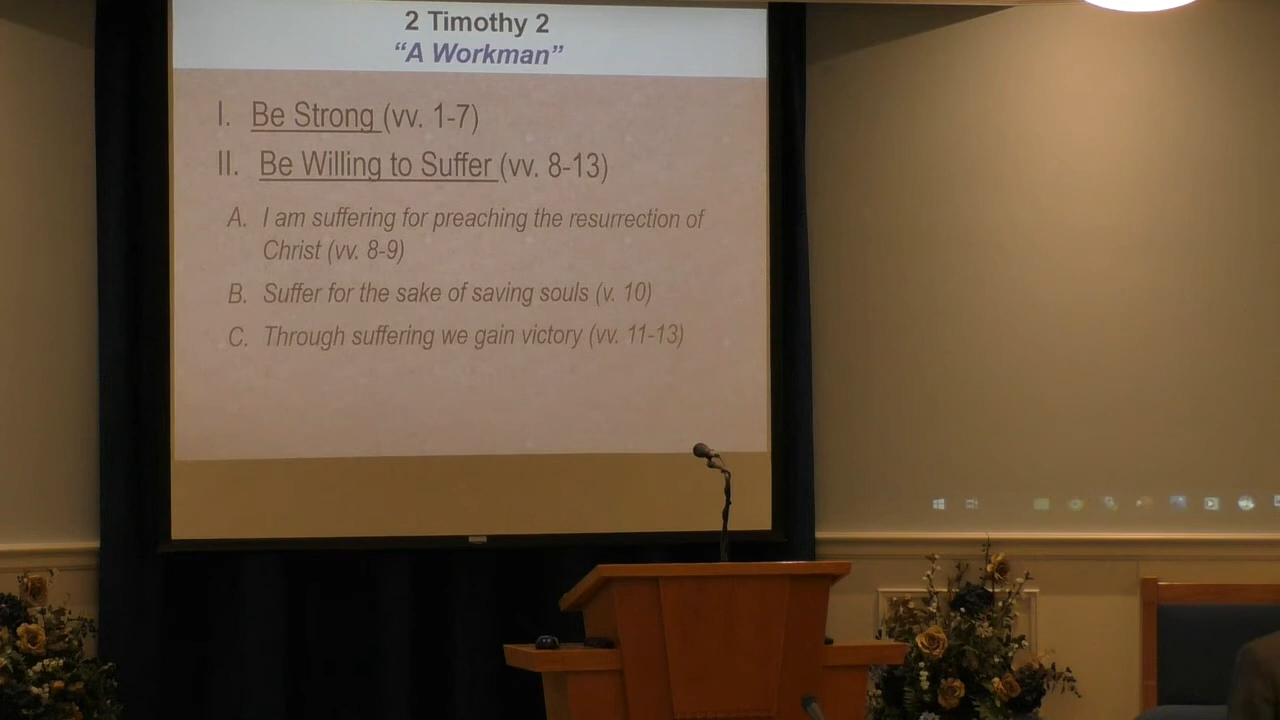 2 Timothy 2
“A Workman”
I. Be Strong (vv. 1-7)
II. Be Willing to Suffer (vv. 8-13)
A. I am suffering for preaching the resurrection of
Christ (vv. 8-9)
B. Suffer for the sake of saving souls (v. 10)
C. Through suffering we gain victory (vv. 11-13)